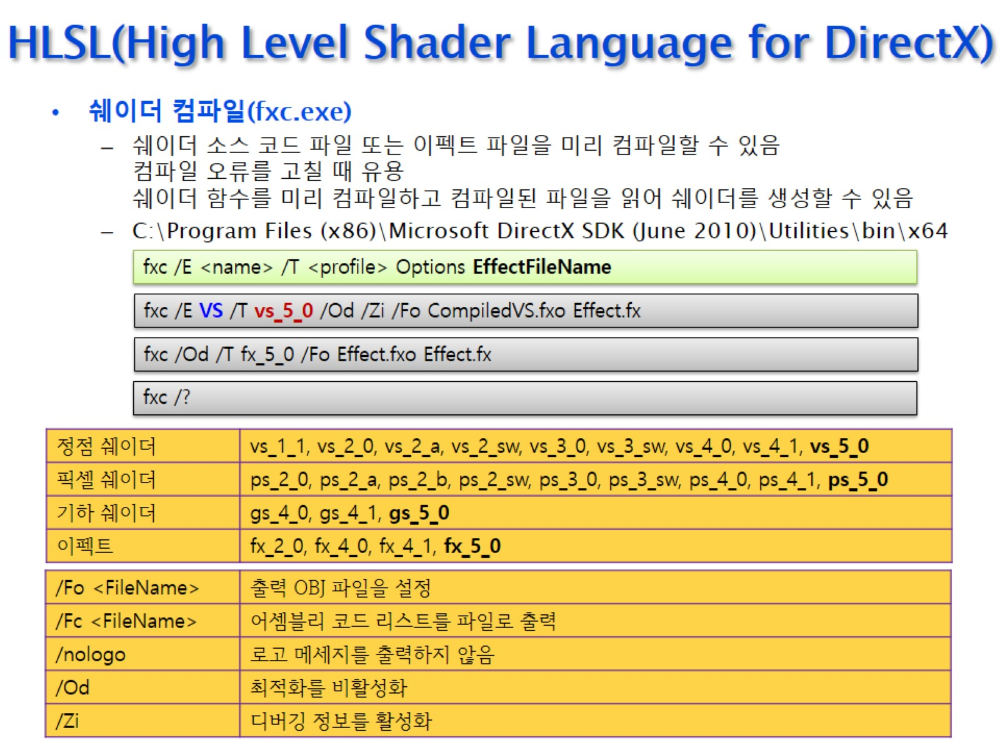 HLSL(High Level Shader Language for DirectX)
• 쉐이더 컴파일(fxc.exe)
– 쉐이더 소스 코드 파일 또는 이펙트 파일을 미리 컴파일할 수 있음
컴파일 오류를 고칠 때 유용
쉐이더 함수를 미리 컴파일하고 컴파일된 파일을 읽어 쉐이더를 생성할 수 있음
– C:\Program Files (x86)\Microsoft DirectX SDK (June 2010)\Utilities\bin\x64
fxc /E <name> /T <profile> Options EffectFileName
fxc /E VS /T vs_5_0 /Od /Zi /Fo CompiledVS.fxo Effect.fx
fxc /Od /T fx_5_0 /Fo Effect.fxo Effect.fx
fxc /?
정점 쉐이더 vs_1_1, vs_2_0, vs_2_a, vs_2_sw, vs_3_0, vs_3_sw, vs_4_0, vs_4_1, vs_5_0
픽셀 쉐이더 ps_2_0, ps_2_a, ps_2_b, ps_2_sw, ps_3_0, ps_3_sw, ps_4_0, ps_4_1, ps_5_0
기하 쉐이더 gs_4_0, gs_4_1, gs_5_0
이펙트 fx_2_0, fx_4_0, fx_4_1, fx_5_0
/Fo <FileName> 출력 OBJ 파일을 설정
/Fc <FileName> 어셈블리 코드 리스트를 파일로 출력
/nologo 로고 메세지를 출력하지 않음
/Od 최적화를 비활성화
/Zi 디버깅 정보를 활성화